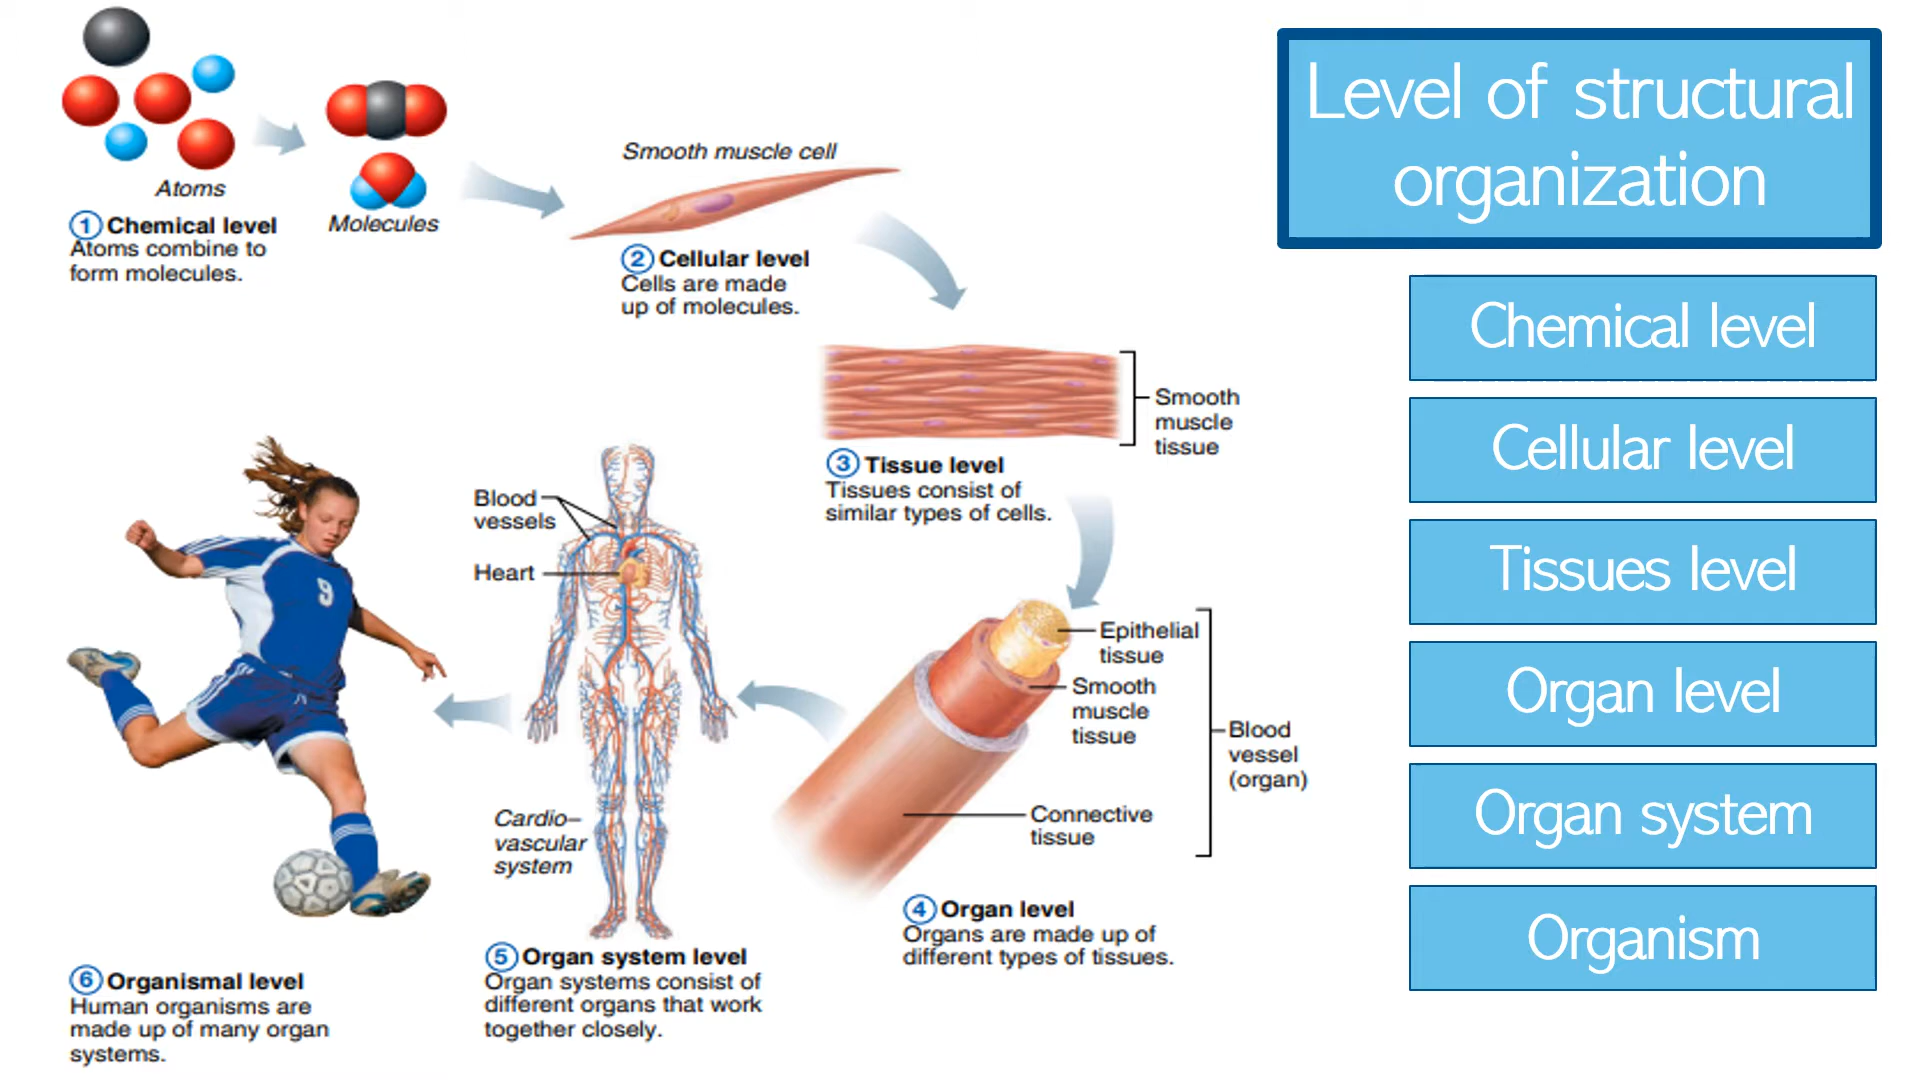 Level of structural
organization
Atoms
1 Chemical level
Atoms combine to
form molecules.
Molecules
Smooth muscle cell
2 Cellular level
Cells are made
up of molecules.
Smooth
muscle
tissue
3 Tissue level
Tissues consist of
similar types of cells.
Epithelial
tissue
Smooth
muscle
tissue
Connective
tissue
Blood
vessel
(organ)
4 Organ level
Organs are made up of
different types of tissues.
Blood
vessels
Heart
Cardio–
vascular
system
5 Organ system level
Organ systems consist of
different organs that work
together closely.
9
6 Organismal level
Human organisms are
made up of many organ
systems.
Chemical level
Cellular level
Tissues level
Organ level
Organ system
Organism